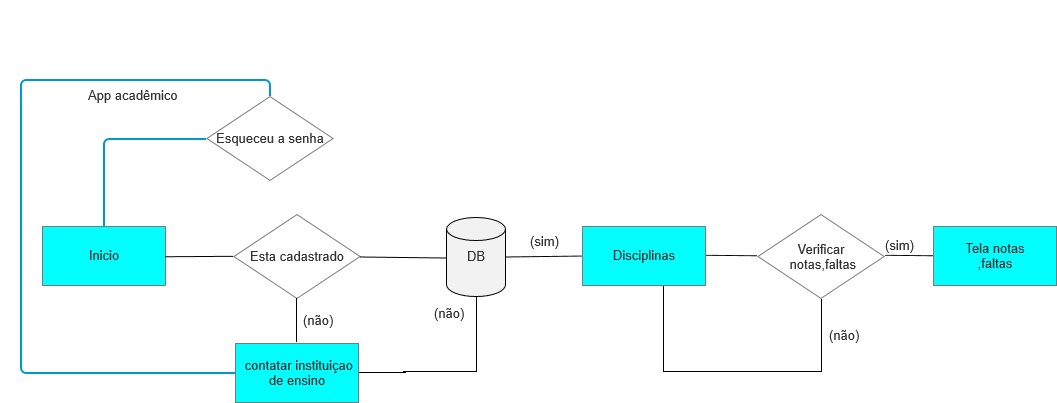 App acadêmico
Esqueceu a senha
Inicio
Esta cadastrado
DB
(sim)
Disciplinas
Verificar
notas,faltas
(sim)
Tela notas
,faltas
(não)
(não)
(não)
contatar instituiçao
de ensino